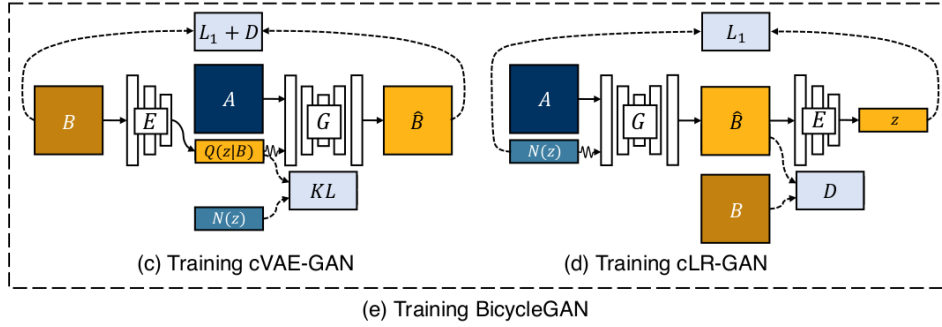 L₁ + D
B
E
A
Q(z|B)
N(z)
G
B̂
KL
(c) Training cVAE-GAN
L₁
A
N(z)
G
B̂
E
z
B
D
(d) Training cLR-GAN
(e) Training BicycleGAN